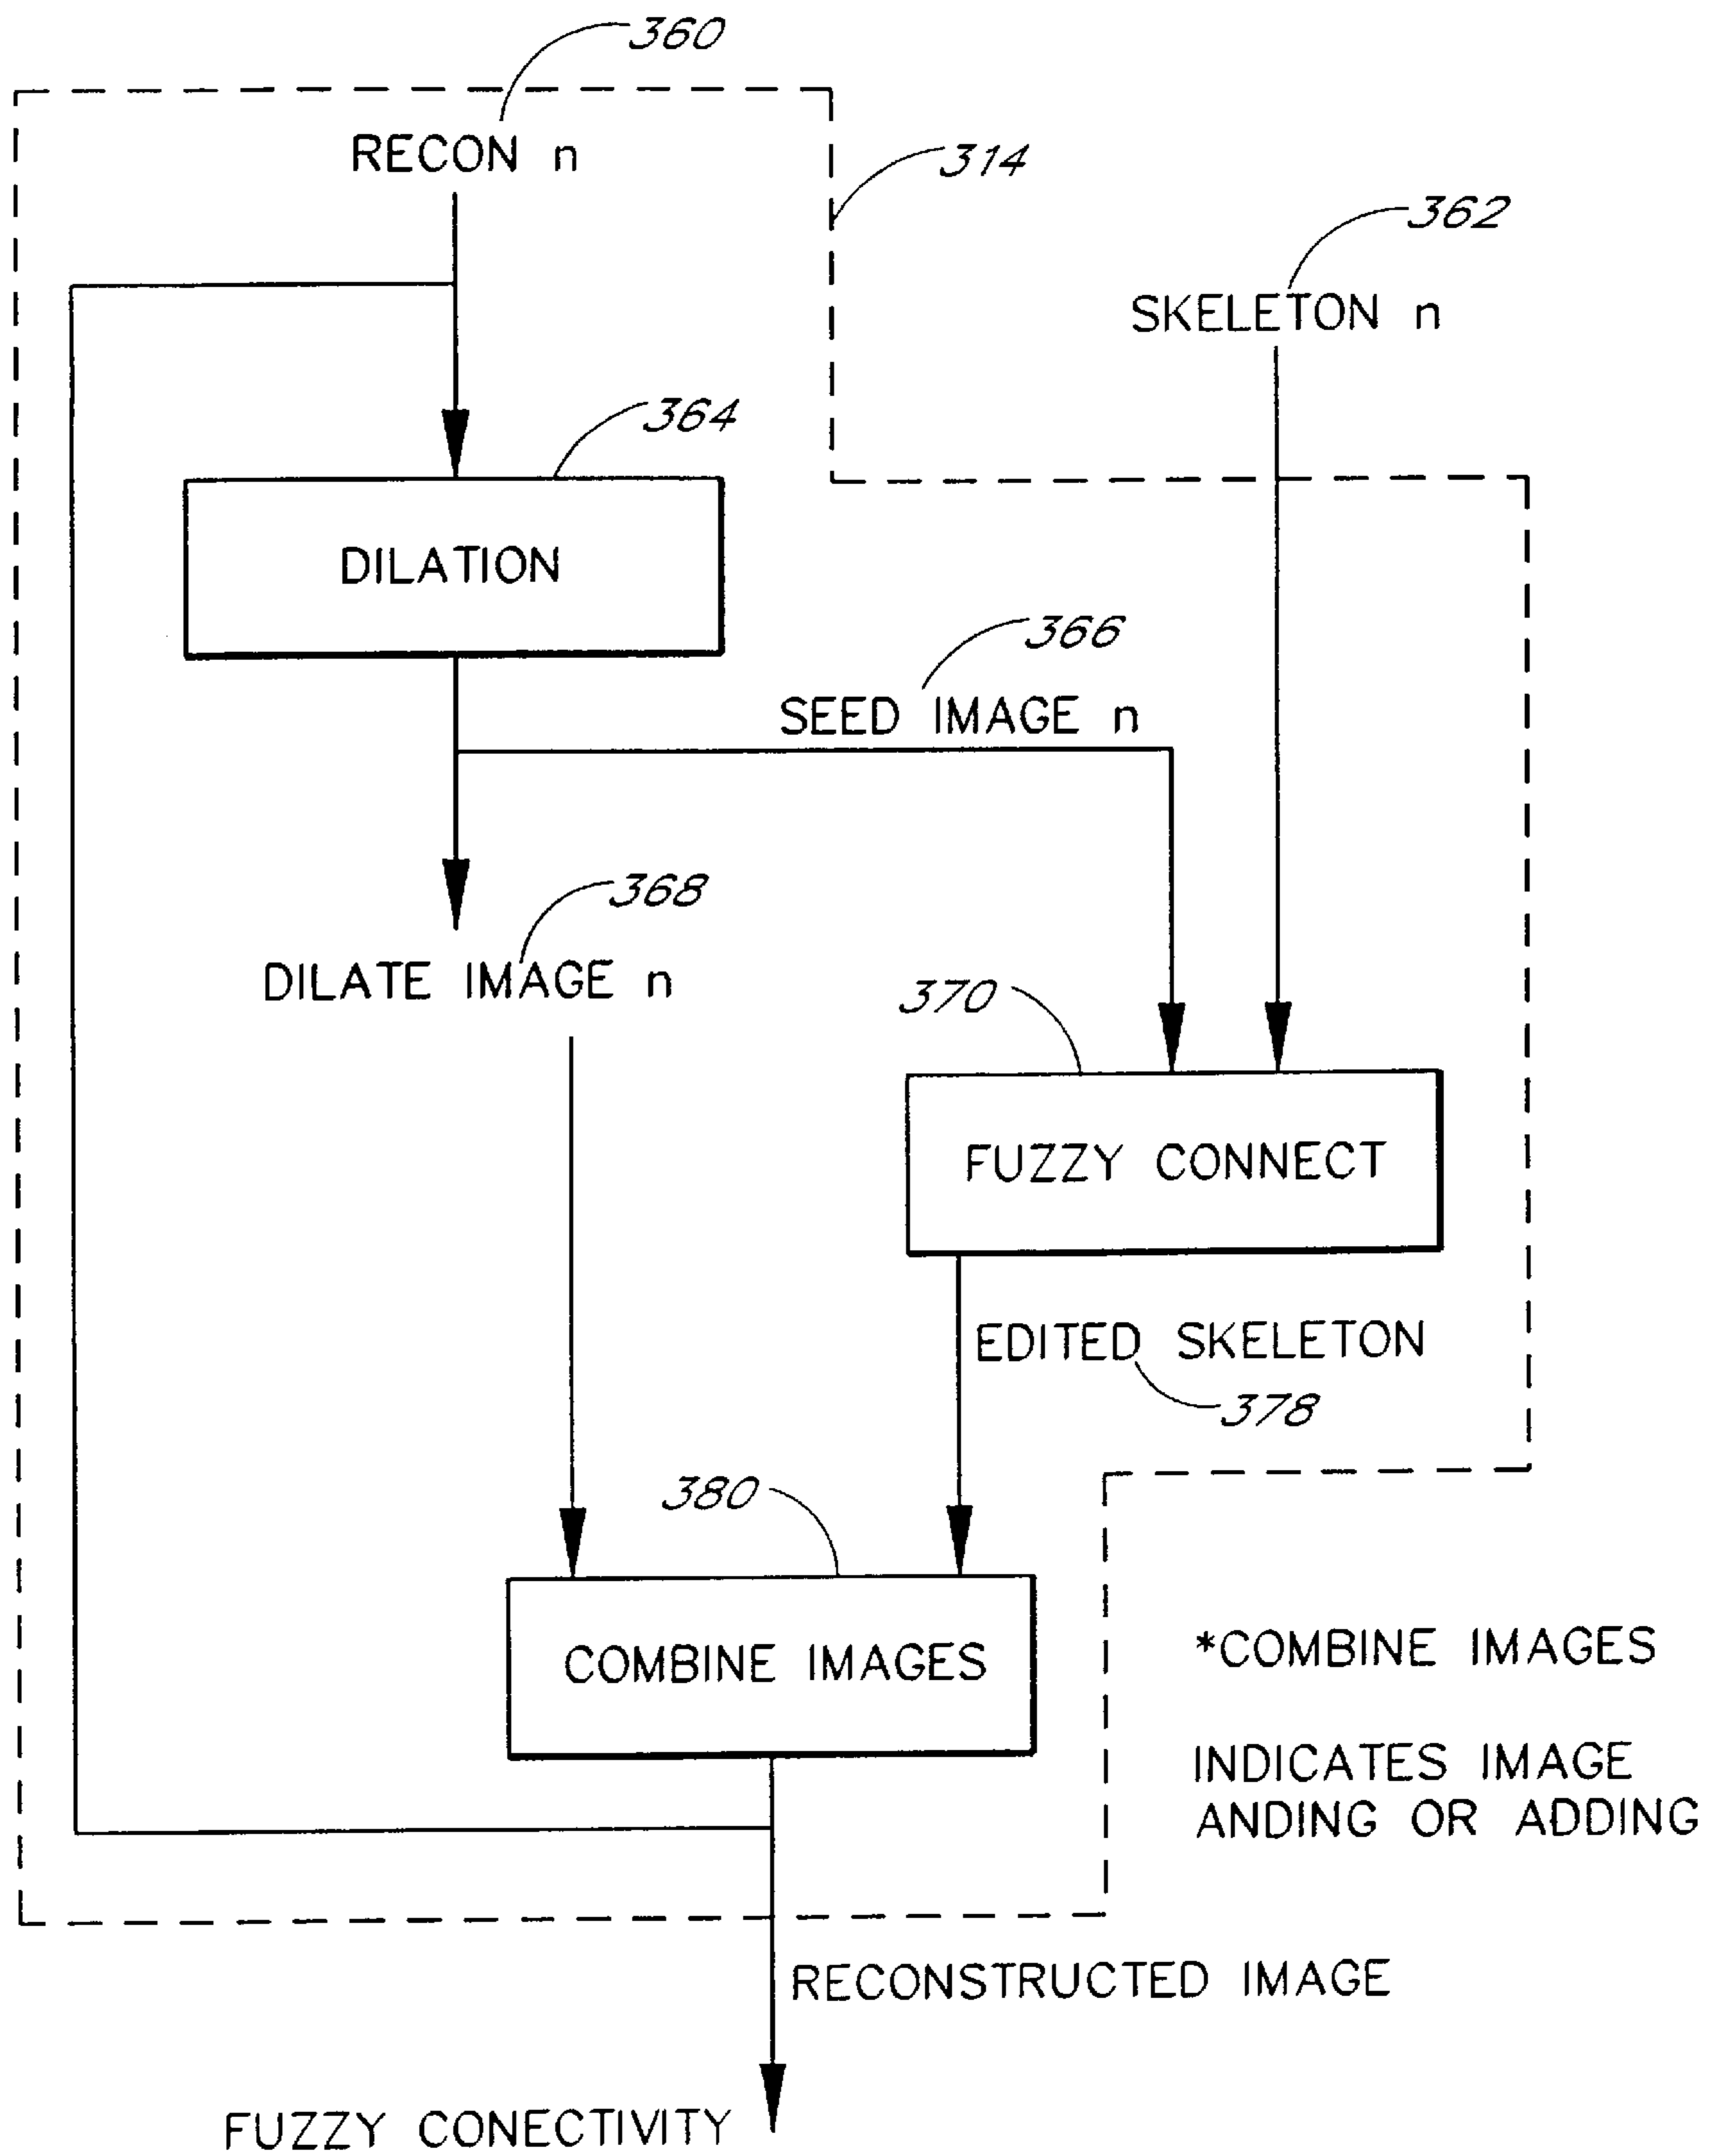 360
RECON n
314
362
SKELETON n
364
DILATION
366
SEED IMAGE n
368
DILATE IMAGE n
370
FUZZY CONNECT
EDITED SKELETON
378
380
COMBINE IMAGES
*COMBINE IMAGES
INDICATES IMAGE
ANDING OR ADDING
RECONSTRUCTED IMAGE
FUZZY CONECTIVITY